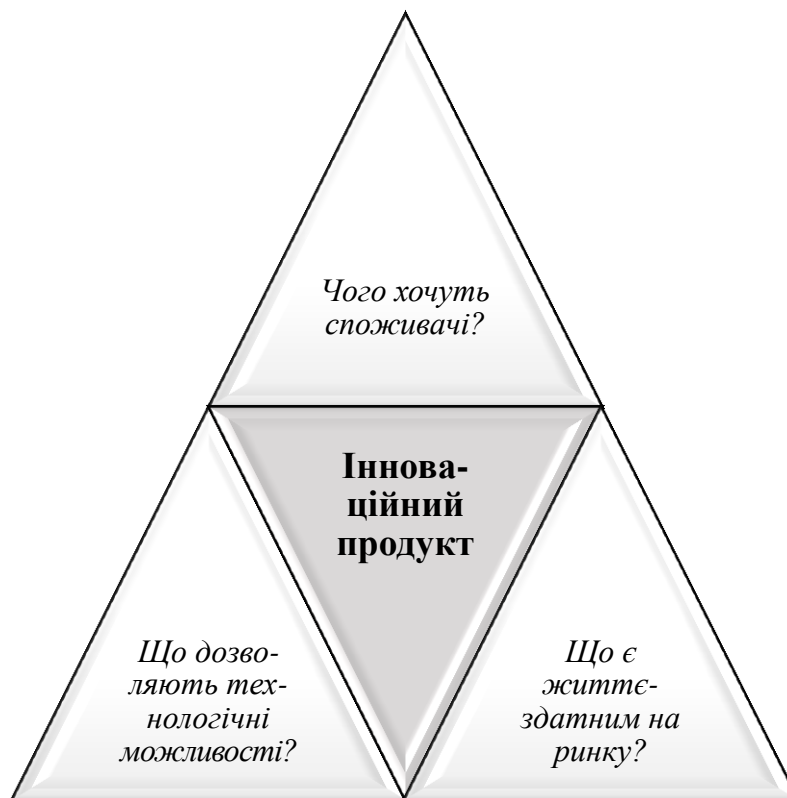 Чого хочуть
споживачі?
Іннова-
ційний
продукт
Що дозво-
ляють тех-
нологічні
можливості?
Що є
життє-
здатним на
ринку?